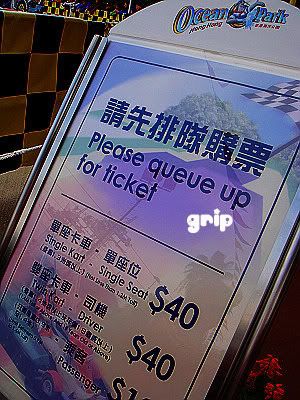 Ocean Park
Hong Kong
請先排隊購票
Please queue up
for ticket
grip
單座卡車 - 單座位
Single Kart - Single Seat
$40
雙座卡車 - 司機
Twin Kart - Driver
$40
乘客
Passenger